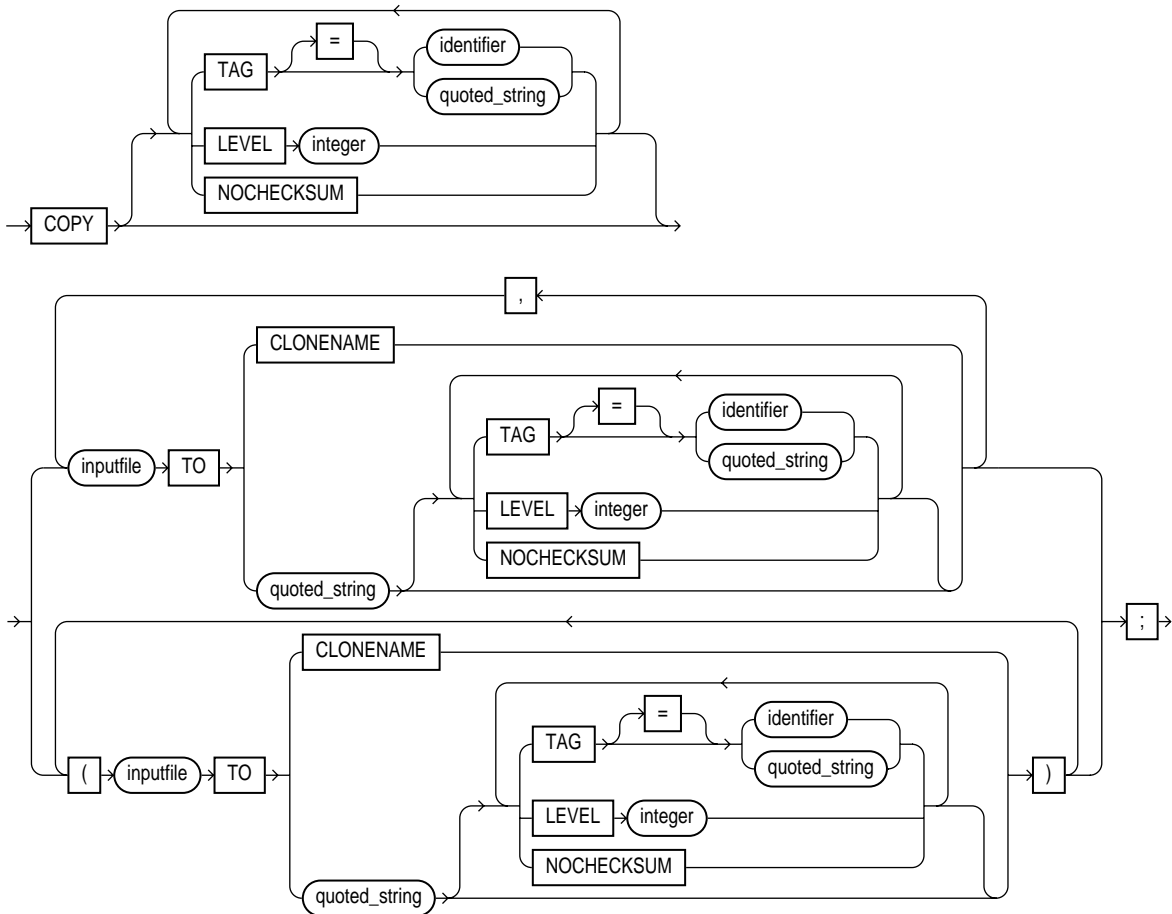 =
identifier
TAG
quoted_string
LEVEL integer
NOCHECKSUM
COPY
,
CLONENAME
=
identifier
TAG
inputfile TO
quoted_string
LEVEL integer
NOCHECKSUM
quoted_string
;
CLONENAME
=
identifier
TAG
( inputfile TO )
quoted_string
LEVEL integer
NOCHECKSUM
quoted_string